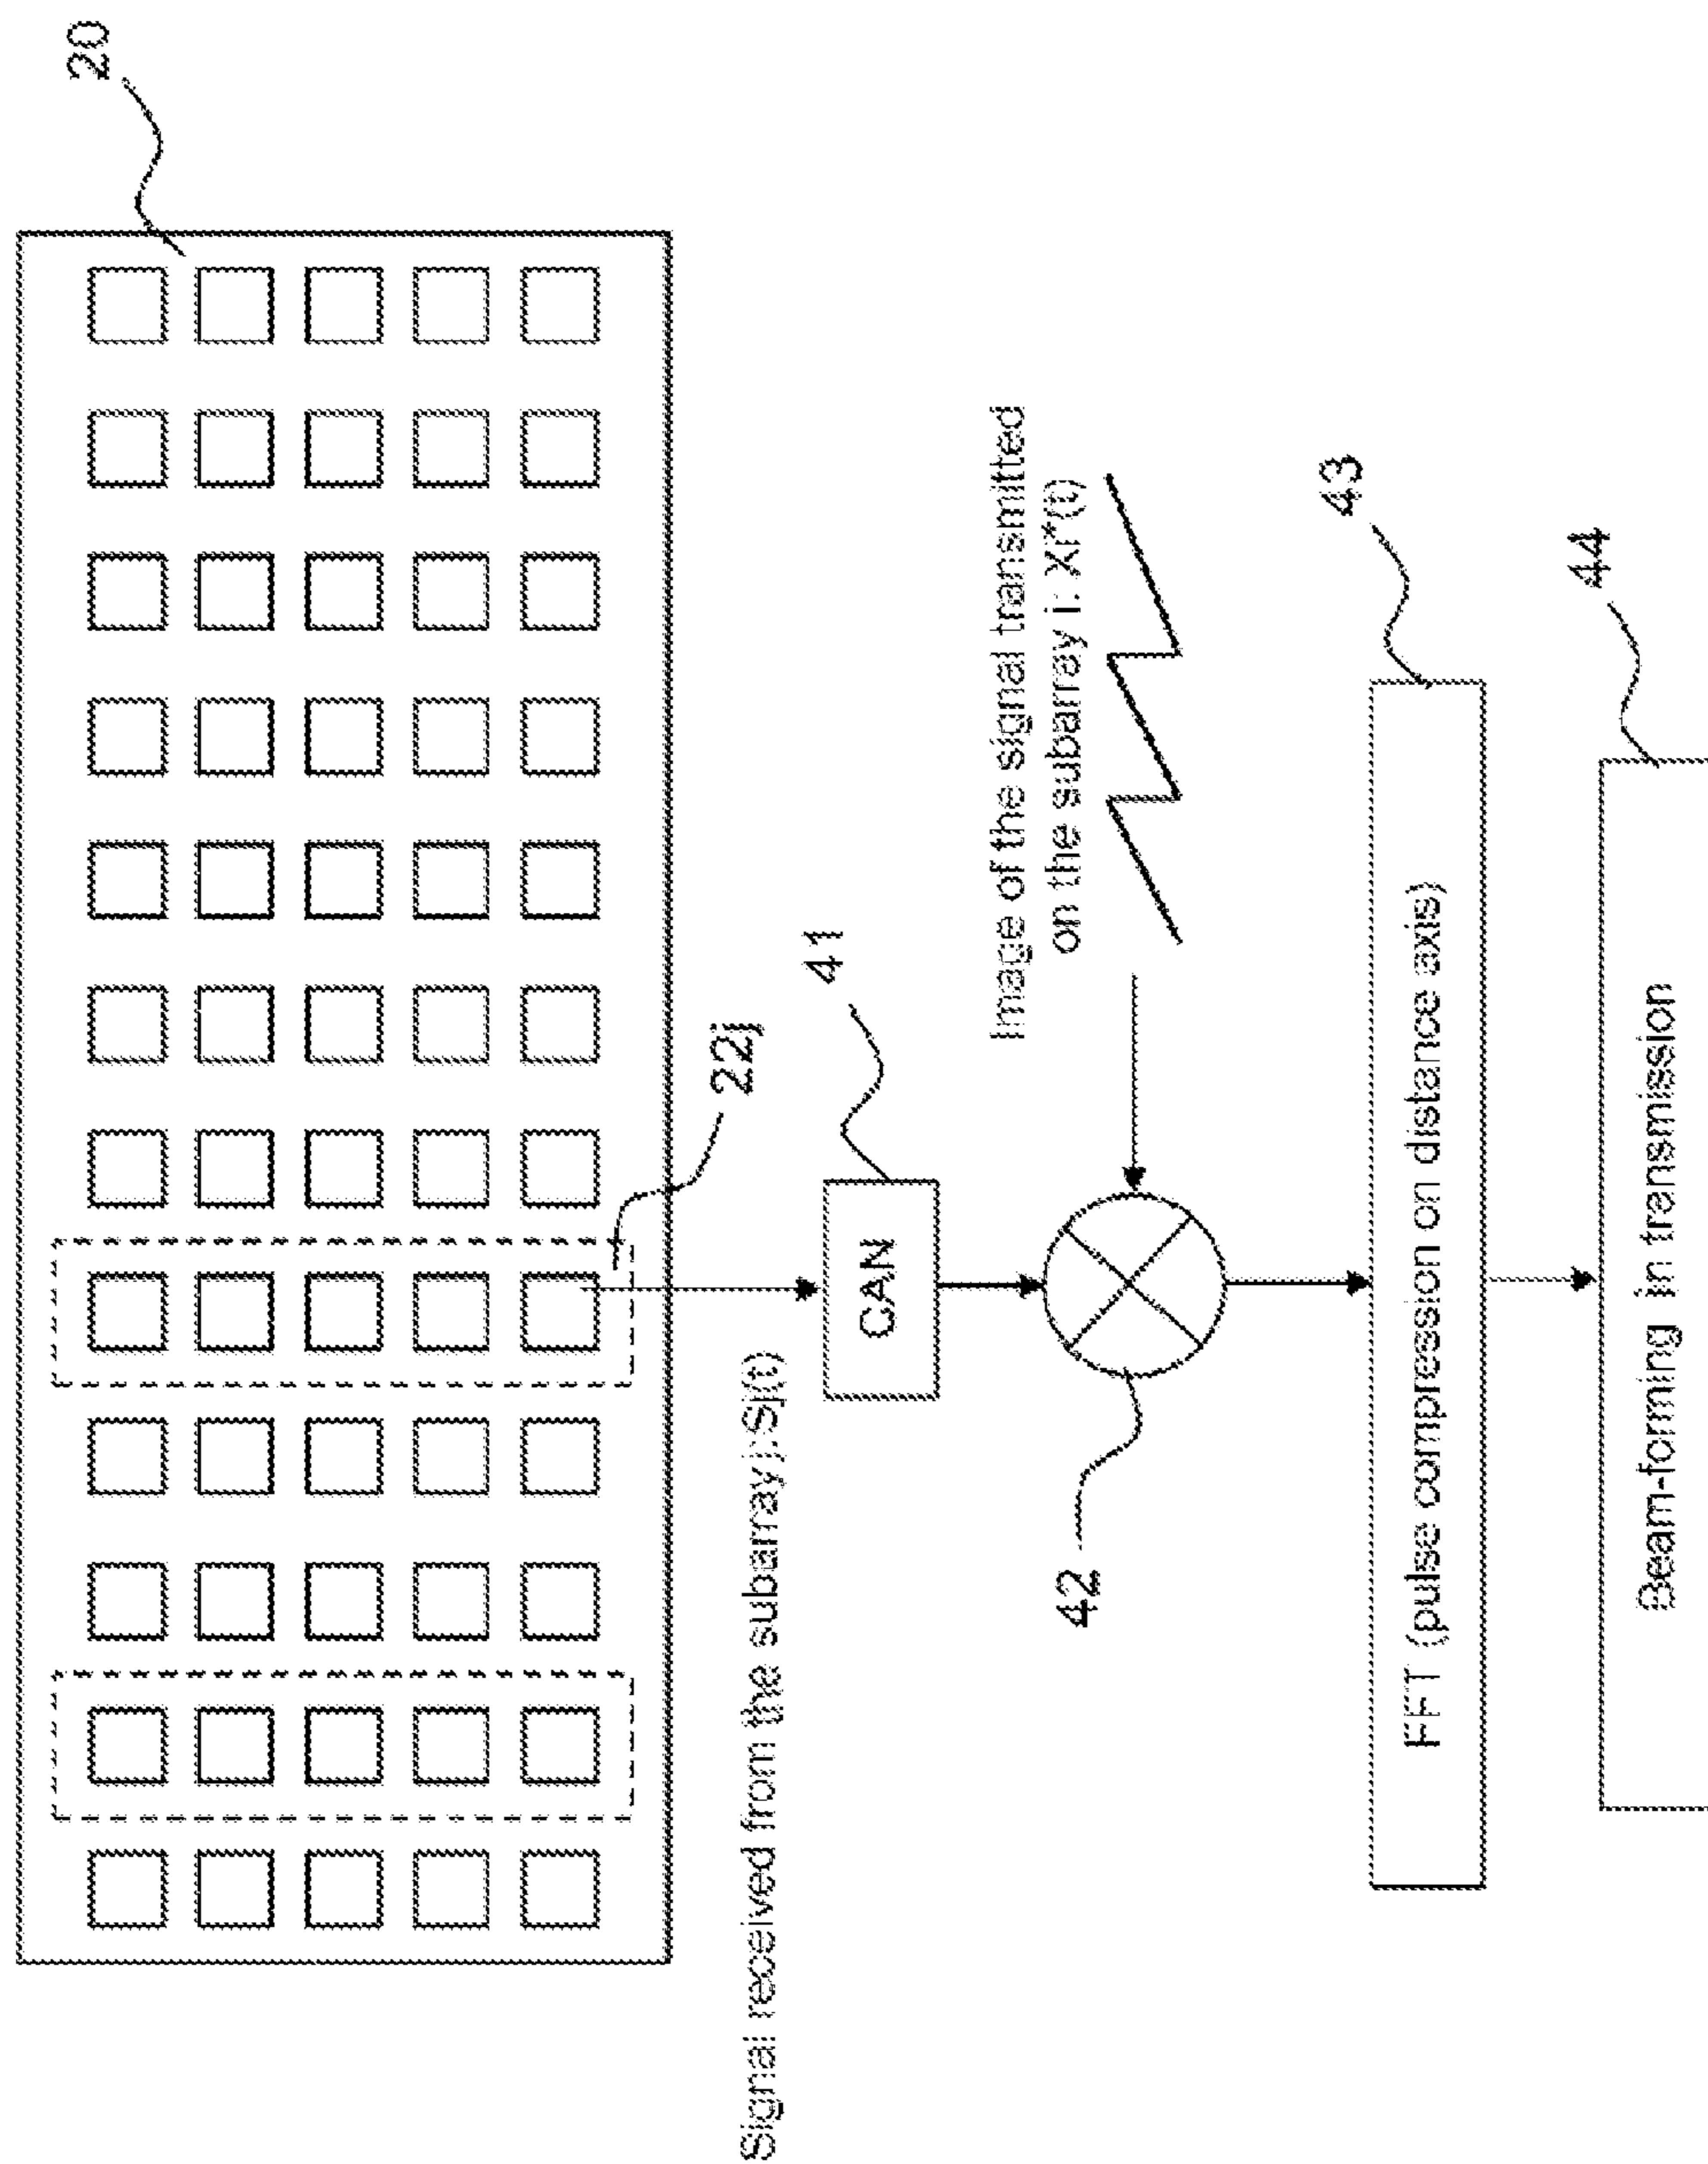 20
22j
Signal received from the subarray j:Sj(t)
CAN
41
Image of the signal transmitted
on the subarray i: Xi*(t)
42
FFT (pulse compression on distance axis)
43
Beam-forming in transmission
44